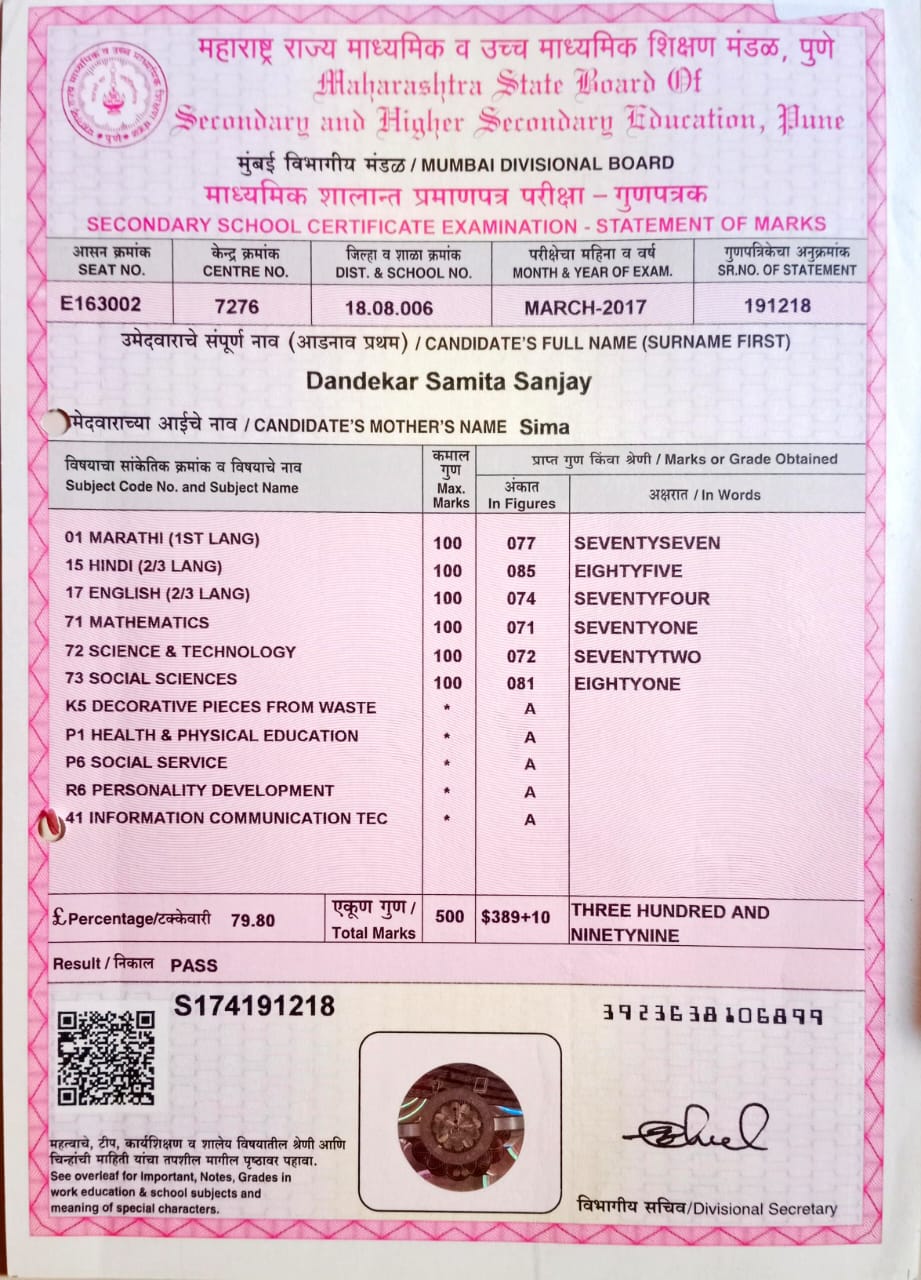 महाराष्ट्र राज्य माध्यमिक व उच्च माध्यमिक शिक्षण मंडळ, पुणे
Maharashtra State Board Of
Secondary and Higher Secondary Education, Pune
मुंबई विभागीय मंडळ / MUMBAI DIVISIONAL BOARD
माध्यमिक शालान्त प्रमाणपत्र परीक्षा – गुणपत्रक
SECONDARY SCHOOL CERTIFICATE EXAMINATION - STATEMENT OF MARKS
आसन क्रमांक केन्द्र क्रमांक जिल्हा व शाळा क्रमांक परीक्षेचा महिना व वर्ष गुणपत्रिकेचा अनुक्रमांक
SEAT NO. CENTRE NO. DIST. & SCHOOL NO. MONTH & YEAR OF EXAM. SR.NO. OF STATEMENT
E163002 7276 18.08.006 MARCH-2017 191218
उमेदवाराचे संपूर्ण नाव (आडनाव प्रथम) / CANDIDATE'S FULL NAME (SURNAME FIRST)
Dandekar Samita Sanjay
मेदवाराच्या आईचे नाव / CANDIDATE'S MOTHER'S NAME Sima
विषयाचा सांकेतिक क्रमांक व विषयाचे नाव
Subject Code No. and Subject Name
कमाल
गुण
Max.
Marks
प्राप्त गुण किंवा श्रेणी / Marks or Grade Obtained
अंकात
In Figures
अक्षरात / In Words
01 MARATHI (1ST LANG) 100 077 SEVENTYSEVEN
15 HINDI (2/3 LANG) 100 085 EIGHTYFIVE
17 ENGLISH (2/3 LANG) 100 074 SEVENTYFOUR
71 MATHEMATICS 100 071 SEVENTYONE
72 SCIENCE & TECHNOLOGY 100 072 SEVENTYTWO
73 SOCIAL SCIENCES 100 081 EIGHTYONE
K5 DECORATIVE PIECES FROM WASTE * A
P1 HEALTH & PHYSICAL EDUCATION * A
P6 SOCIAL SERVICE * A
R6 PERSONALITY DEVELOPMENT * A
41 INFORMATION COMMUNICATION TEC * A
£Percentage/टक्केवारी 79.80
एकूण गुण /
Total Marks
500 $389+10
THREE HUNDRED AND
NINETYNINE
Result / निकाल PASS
S174191218
3923638106899
महत्वाचे, टीप, कार्यशिक्षण व शालेय विषयातील श्रेणी आणि
चिन्हांची माहिती यांचा तपशील मागील पृष्ठावर पहावा.
See overleaf for Important, Notes, Grades in
work education & school subjects and
meaning of special characters.
विभागीय सचिव/Divisional Secretary